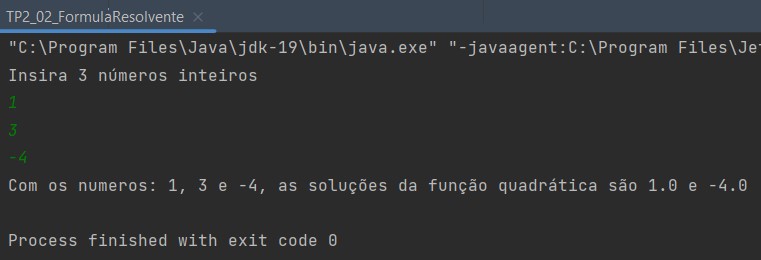 TP2_02_FormulaResolvente
"C:\Program Files\Java\jdk-19\bin\java.exe" "-javaagent:C:\Program Files\Je
Insira 3 números inteiros
1
3
-4
Com os numeros: 1, 3 e -4, as soluções da função quadrática são 1.0 e -4.0
Process finished with exit code 0